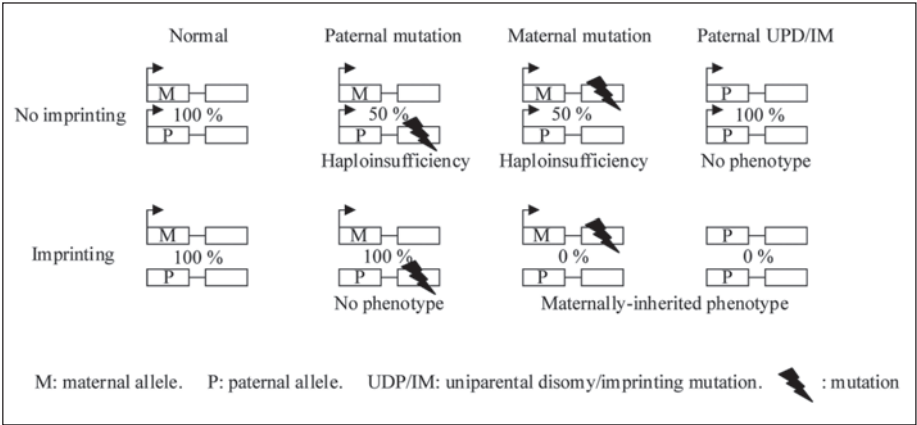 Normal Paternal mutation Maternal mutation Paternal UPD/IM
M M M P
No imprinting 100 % 50 % 50 % 100 %
P P P P
Haploinsufficiency Haploinsufficiency No phenotype
M M M P
Imprinting 100 % 100 % 0 % 0 %
P P P P
No phenotype Maternally-inherited phenotype
M: maternal allele. P: paternal allele. UDP/IM: uniparental disomy/imprinting mutation. : mutation